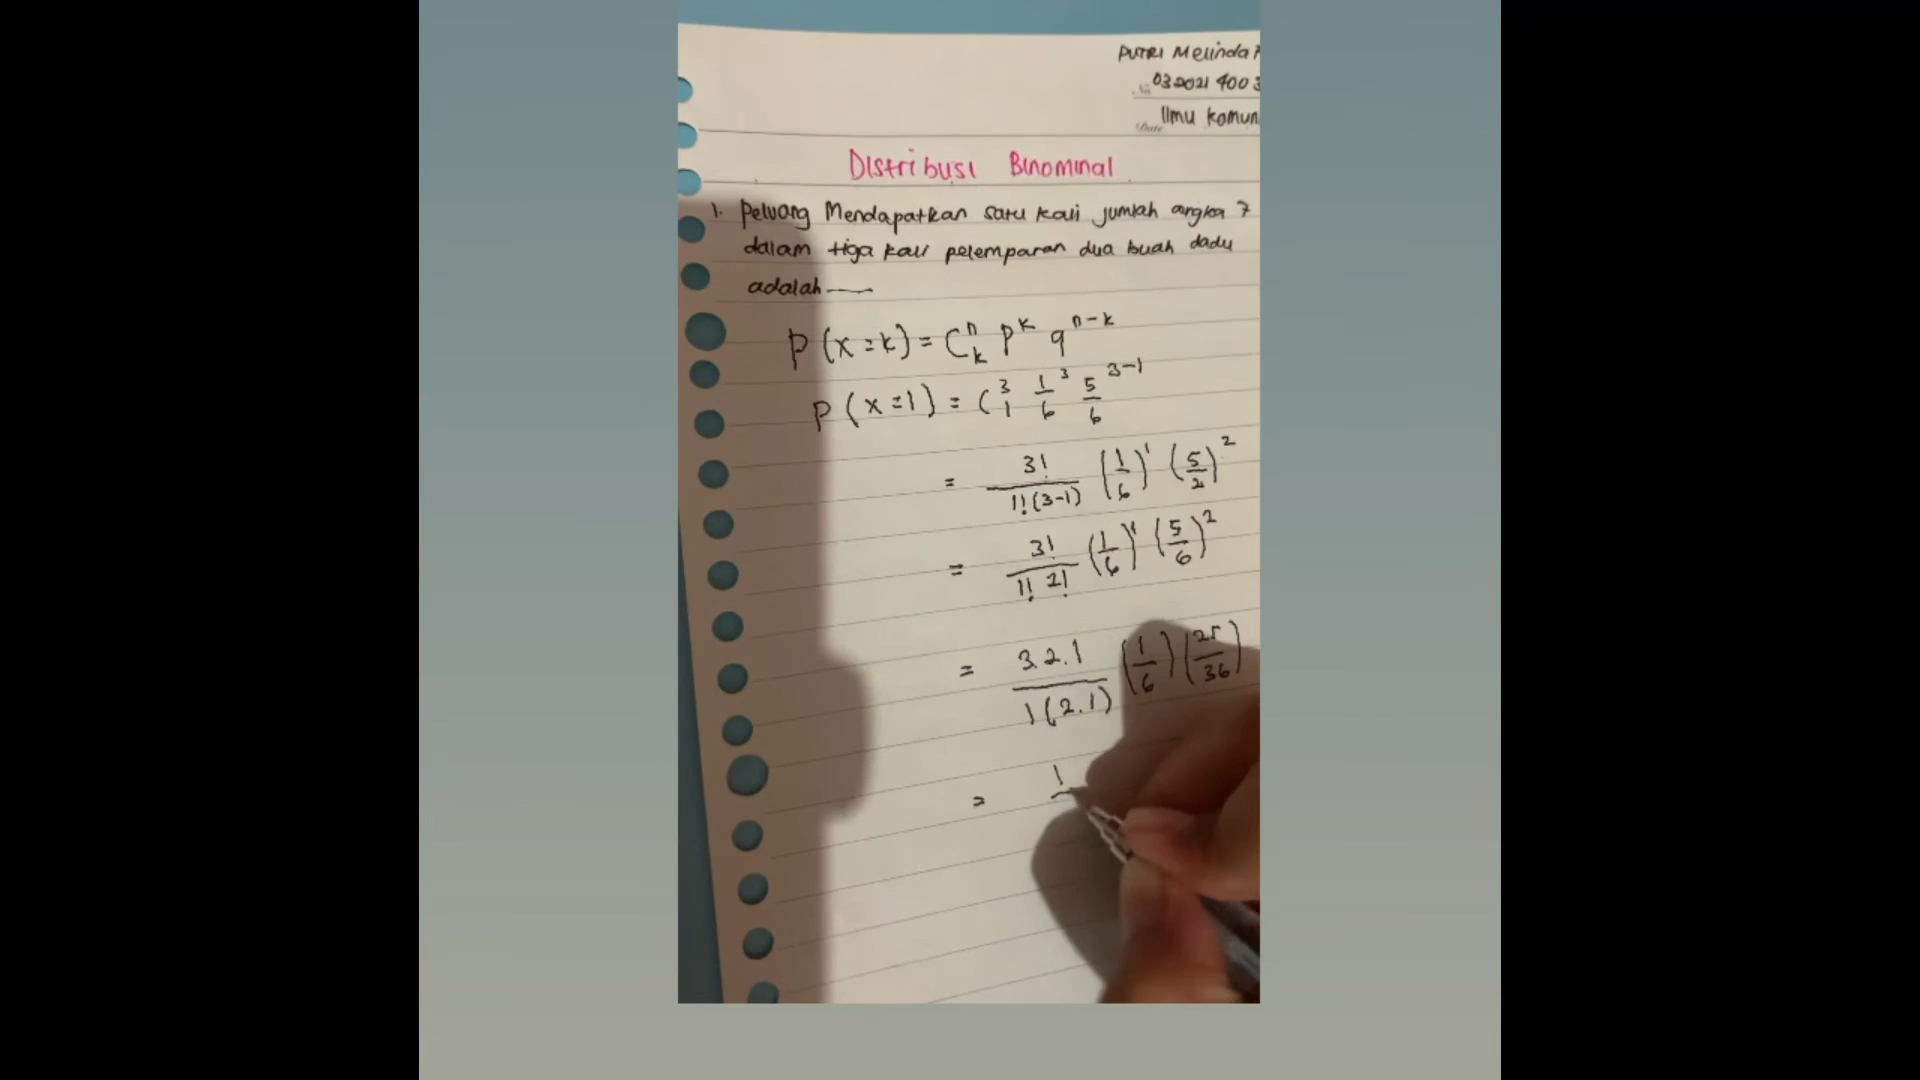 PUTRI Melinda
No 032021 4003
Date Ilmu komun
Distribusi Binominal
1. Peluang Mendapatkan satu kali jumlah angka 7
dalam tiga kali pelemparan dua buah dadu
adalah
P (x=k) = C^n_k P^k q^{n-k}
P (x=1) = C^3_1 1/6^3 5/6^{3-1}
= 3!/1!(3-1) (1/6)^1 (5/2)^2
= 3!/1! 2! (1/6)^1 (5/6)^2
= 3.2.1/1(2.1) (1/6) (25/36)
= 1